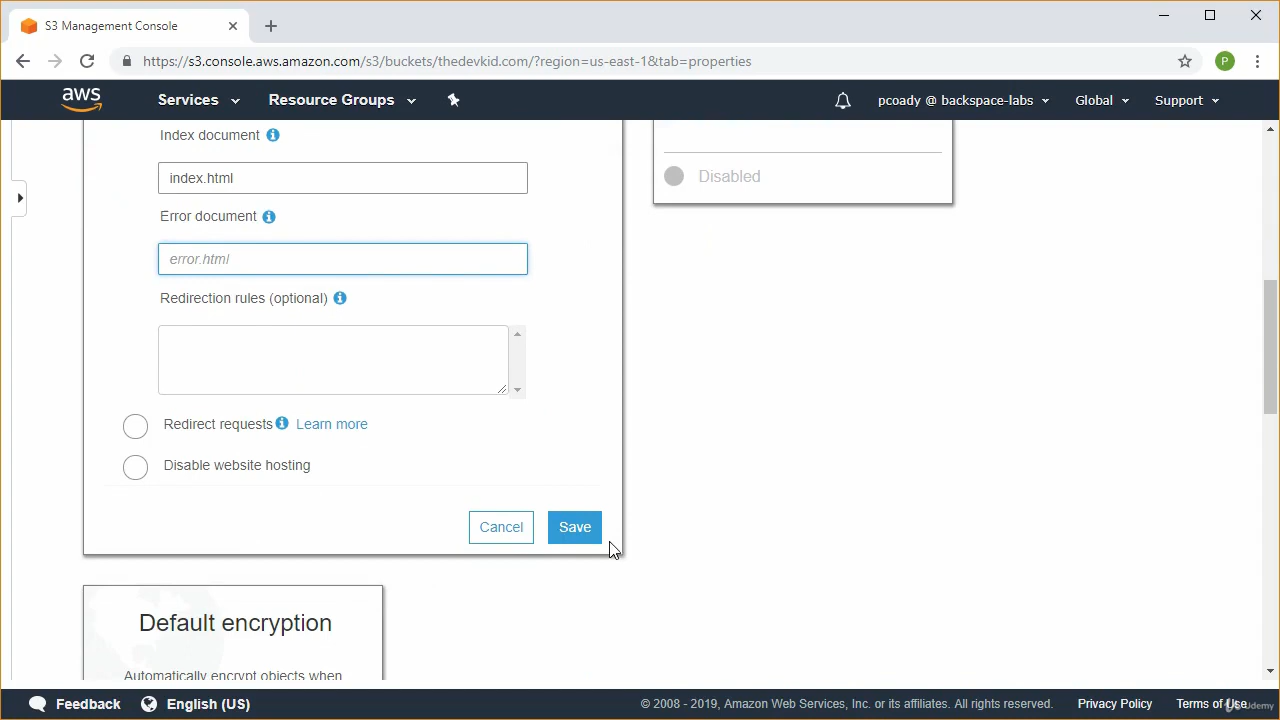 S3 Management Console
https://s3.console.aws.amazon.com/s3/buckets/thedevkid.com/?region=us-east-1&tab=properties
P
aws
Services
Resource Groups
pcoady @ backspace-labs
Global
Support
Index document
index.html
Disabled
Error document
error.html
Redirection rules (optional)
Redirect requests
Learn more
Disable website hosting
Cancel
Save
Default encryption
Automatically encrypt objects when
Feedback
English (US)
© 2008 - 2019, Amazon Web Services, Inc. or its affiliates. All rights reserved.
Privacy Policy
Terms of Use
Udemy